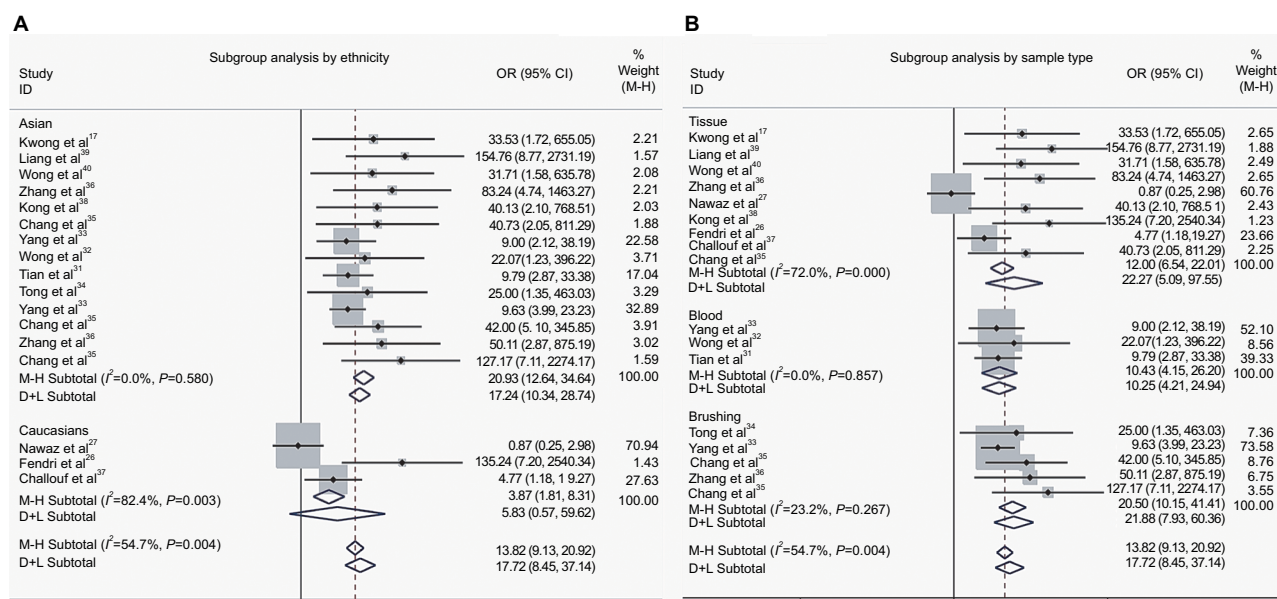 A
Subgroup analysis by ethnicity
Study
ID
OR (95% CI)
%
Weight
(M-H)
Asian
Kwong et al17 33.53 (1.72, 655.05) 2.21
Liang et al39 154.76 (8.77, 2731.19) 1.57
Wong et al40 31.71 (1.58, 635.78) 2.08
Zhang et al36 83.24 (4.74, 1463.27) 2.21
Kong et al38 40.13 (2.10, 768.51) 2.03
Chang et al35 40.73 (2.05, 811.29) 1.88
Yang et al33 9.00 (2.12, 38.19) 22.58
Wong et al32 22.07(1.23, 396.22) 3.71
Tian et al31 9.79 (2.87, 33.38) 17.04
Tong et al34 25.00 (1.35, 463.03) 3.29
Yang et al33 9.63 (3.99, 23.23) 32.89
Chang et al35 42.00 (5.10, 345.85) 3.91
Zhang et al36 50.11 (2.87, 875.19) 3.02
Chang et al35 127.17 (7.11, 2274.17) 1.59
M-H Subtotal (I2=0.0%, P=0.580) 20.93 (12.64, 34.64) 100.00
D+L Subtotal 17.24 (10.34, 28.74)
Caucasians
Nawaz et al27 0.87 (0.25, 2.98) 70.94
Fendri et al26 135.24 (7.20, 2540.34) 1.43
Challouf et al37 4.77 (1.18, 1 9.27) 27.63
M-H Subtotal (I2=82.4%, P=0.003) 3.87 (1.81, 8.31) 100.00
D+L Subtotal 5.83 (0.57, 59.62)
M-H Subtotal (I2=54.7%, P=0.004) 13.82 (9.13, 20.92)
D+L Subtotal 17.72 (8.45, 37.14)
B
Subgroup analysis by sample type
Study
ID
OR (95% CI)
%
Weight
(M-H)
Tissue
Kwong et al17 33.53 (1.72, 655.05) 2.65
Liang et al39 154.76 (8.77, 2731.19) 1.88
Wong et al40 31.71 (1.58, 635.78) 2.49
Zhang et al36 83.24 (4.74, 1463.27) 2.65
Nawaz et al27 0.87 (0.25, 2.98) 60.76
Kong et al38 40.13 (2.10, 768.5 1) 2.43
Fendri et al26 135.24 (7.20, 2540.34) 1.23
Challouf et al37 4.77 (1.18,19.27) 23.66
Chang et al35 40.73 (2.05, 811.29) 2.25
M-H Subtotal (I2=72.0%, P=0.000) 12.00 (6.54, 22.01) 100.00
D+L Subtotal 22.27 (5.09, 97.55)
Blood
Yang et al33 9.00 (2.12, 38.19) 52.10
Wong et al32 22.07(1.23, 396.22) 8.56
Tian et al31 9.79 (2.87, 33.38) 39.33
M-H Subtotal (I2=0.0%, P=0.857) 10.43 (4.15, 26.20) 100.00
D+L Subtotal 10.25 (4.21, 24.94)
Brushing
Tong et al34 25.00 (1.35, 463.03) 7.36
Yang et al33 9.63 (3.99, 23.23) 73.58
Chang et al35 42.00 (5.10, 345.85) 8.76
Zhang et al36 50.11 (2.87, 875.19) 6.75
Chang et al35 127.17 (7.11, 2274.17) 3.55
M-H Subtotal (I2=23.2%, P=0.267) 20.50 (10.15, 41.41) 100.00
D+L Subtotal 21.88 (7.93, 60.36)
M-H Subtotal (I2=54.7%, P=0.004) 13.82 (9.13, 20.92)
D+L Subtotal 17.72 (8.45, 37.14)